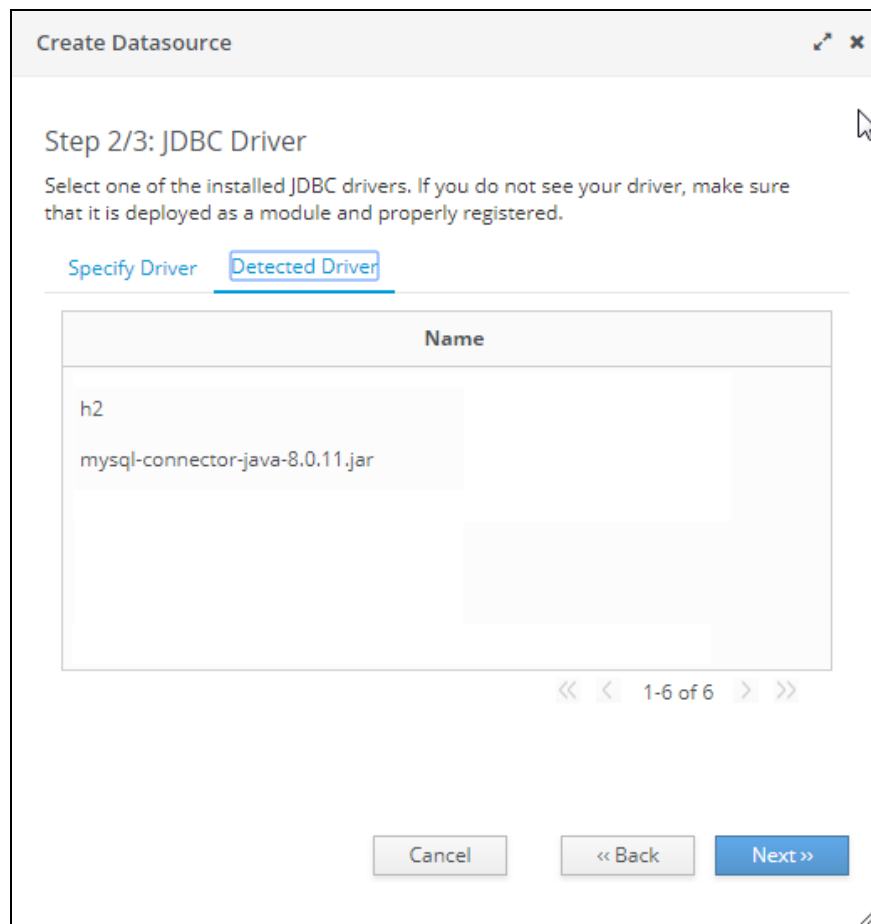 Create Datasource
Step 2/3: JDBC Driver
Select one of the installed JDBC drivers. If you do not see your driver, make sure
that it is deployed as a module and properly registered.
Specify Driver Detected Driver
Name
h2
mysql-connector-java-8.0.11.jar
1-6 of 6
Cancel ‹‹ Back Next ››